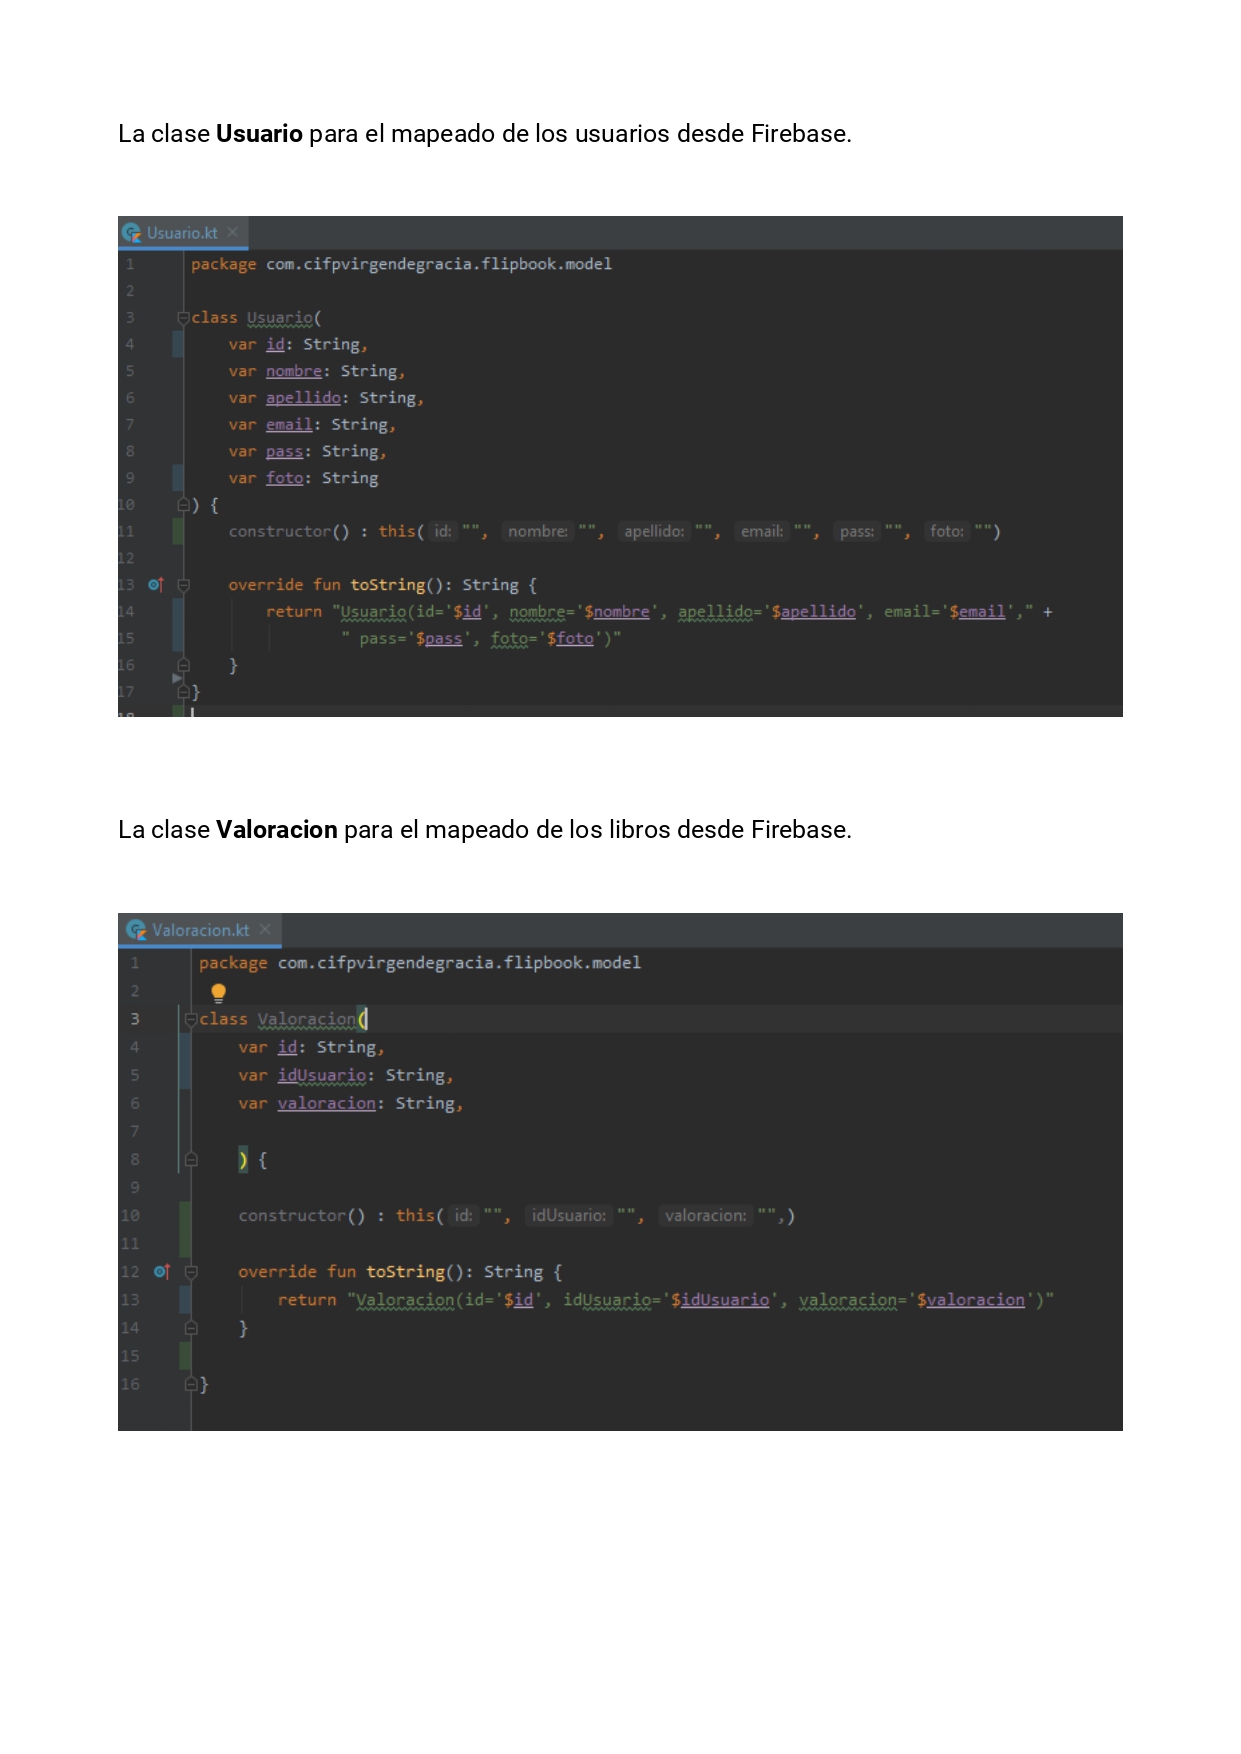 La clase Usuario para el mapeado de los usuarios desde Firebase.
Usuario.kt
1 package com.cifpvirgendegracia.flipbook.model
2
3 class Usuario(
4 var id: String,
5 var nombre: String,
6 var apellido: String,
7 var email: String,
8 var pass: String,
9 var foto: String
10 ) {
11 constructor() : this( id: "", nombre: "", apellido: "", email: "", pass: "", foto: "")
12
13 override fun toString(): String {
14 return "Usuario(id='$id', nombre='$nombre', apellido='$apellido', email='$email'," +
15 " pass='$pass', foto='$foto')"
16 }
17 }
18
La clase Valoracion para el mapeado de los libros desde Firebase.
Valoracion.kt
1 package com.cifpvirgendegracia.flipbook.model
2
3 class Valoracion(
4 var id: String,
5 var idUsuario: String,
6 var valoracion: String,
7
8 ) {
9
10 constructor() : this( id: "", idUsuario: "", valoracion: "",)
11
12 override fun toString(): String {
13 return "Valoracion(id='$id', idUsuario='$idUsuario', valoracion='$valoracion')"
14 }
15
16 }